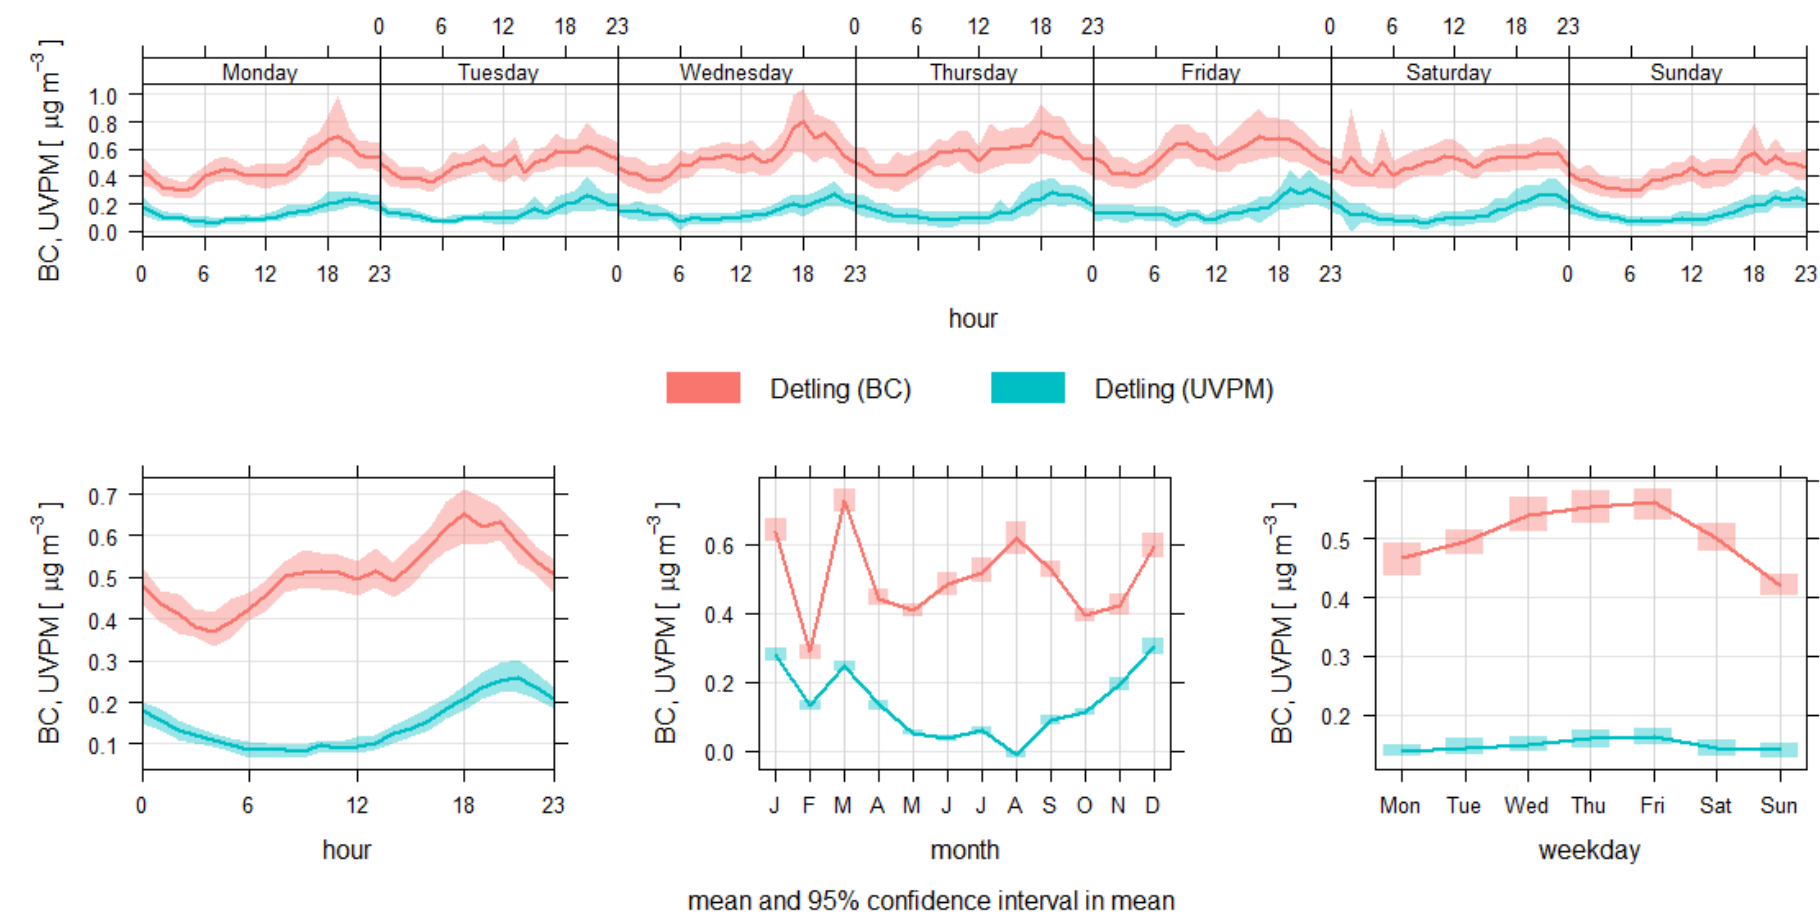 0 6 12 18 23 0 6 12 18 23 0 6 12 18 23
Monday Tuesday Wednesday Thursday Friday Saturday Sunday
BC, UVPM [ µg m⁻³ ]
1.0
0.8
0.6
0.4
0.2
0.0
0 6 12 18 23 0 6 12 18 23 0 6 12 18 23 0 6 12 18 23
hour
Detling (BC) Detling (UVPM)
BC, UVPM [ µg m⁻³ ]
0.7
0.6
0.5
0.4
0.3
0.2
0.1
0 6 12 18 23
hour
BC, UVPM [ µg m⁻³ ]
0.6
0.4
0.2
0.0
J F M A M J J A S O N D
month
BC, UVPM [ µg m⁻³ ]
0.5
0.4
0.3
0.2
Mon Tue Wed Thu Fri Sat Sun
weekday
mean and 95% confidence interval in mean